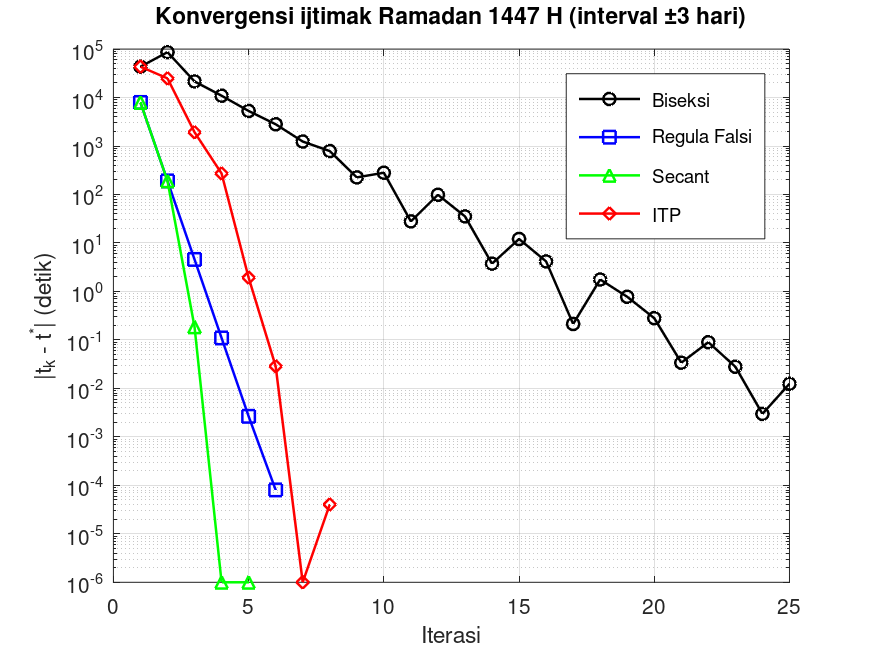 Konvergensi ijtimak Ramadan 1447 H (interval ±3 hari)
|t_k - t^*| (detik)
10^5
10^4
10^3
10^2
10^1
10^0
10^-1
10^-2
10^-3
10^-4
10^-5
10^-6
Biseksi
Regula Falsi
Secant
ITP
0 5 10 15 20 25
Iterasi